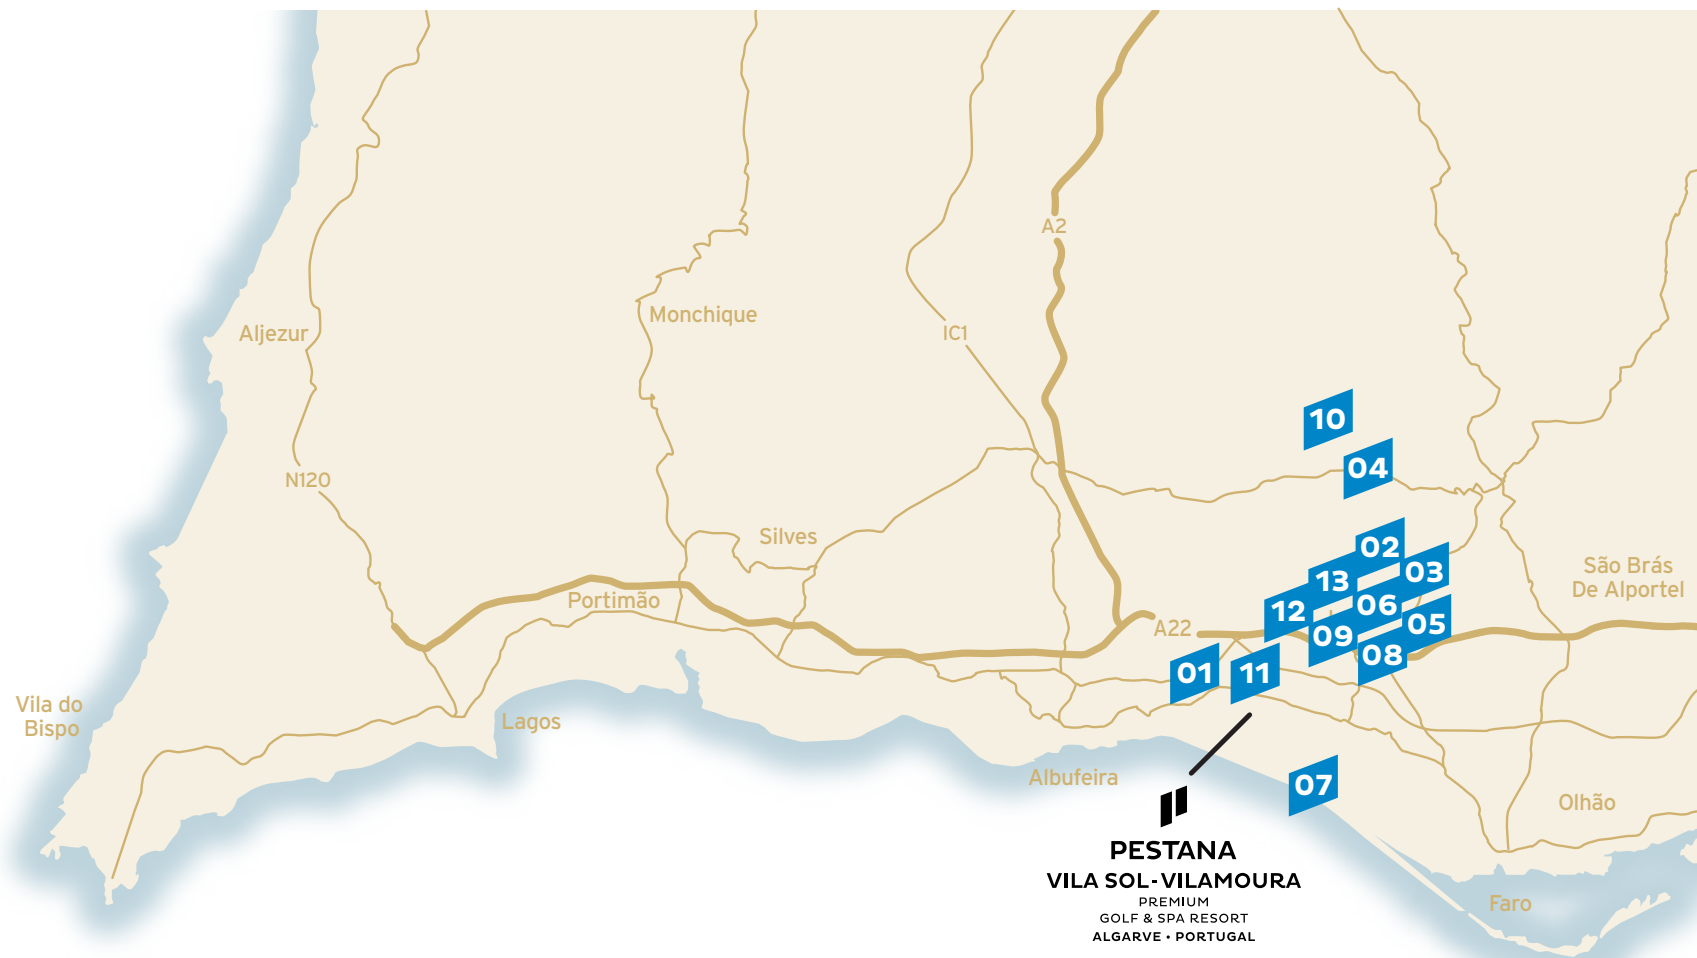 A2
Monchique
Aljezur
IC1
10
04
N120
Silves
02
03
São Brás
De Alportel
13
Portimão
12
06
A22
09
05
08
01
11
Vila do
Bispo
Lagos
Albufeira
07
Olhão
PESTANA
VILA SOL-VILAMOURA
PREMIUM
GOLF & SPA RESORT
ALGARVE • PORTUGAL
Faro